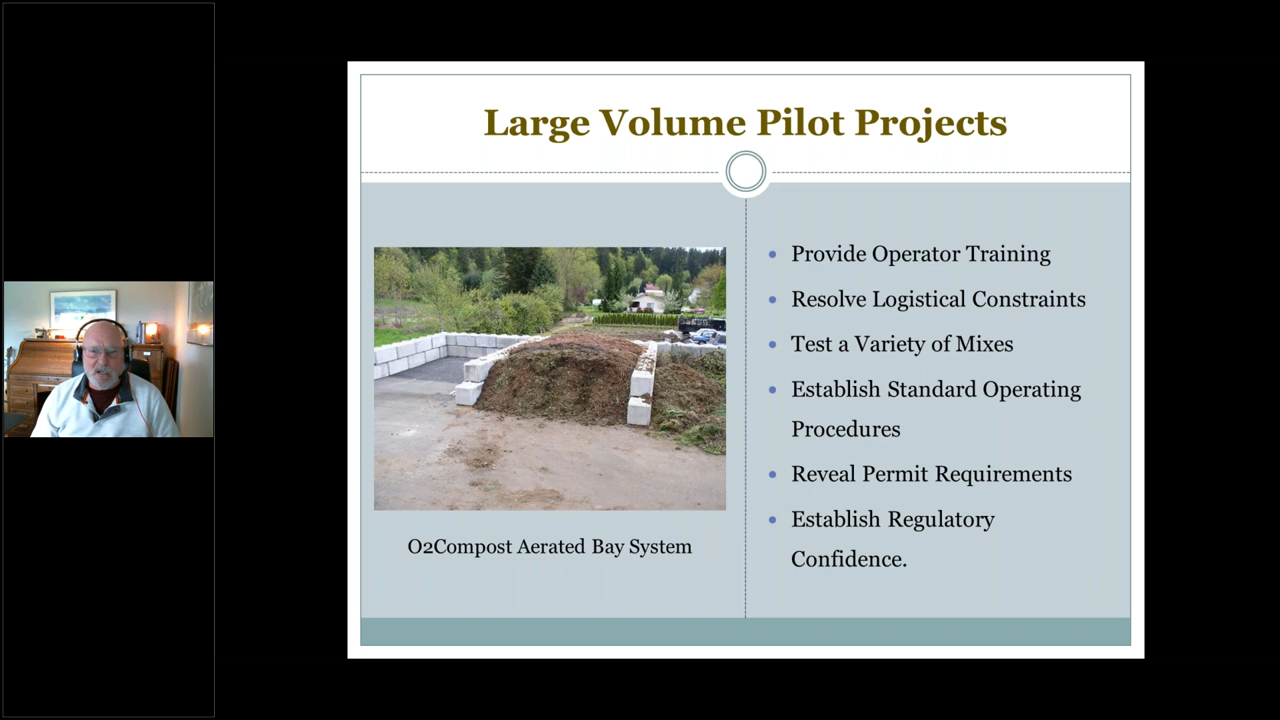 Large Volume Pilot Projects
O2Compost Aerated Bay System
Provide Operator Training
Resolve Logistical Constraints
Test a Variety of Mixes
Establish Standard Operating
Procedures
Reveal Permit Requirements
Establish Regulatory
Confidence.